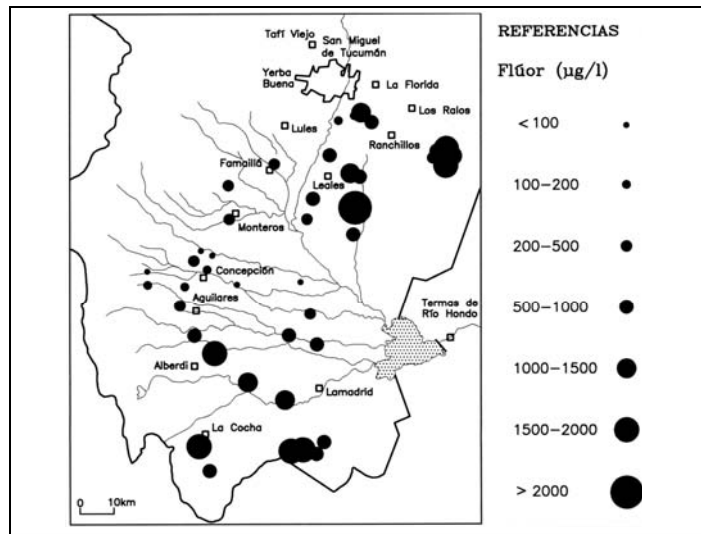 Tafí Viejo
San Miguel
de Tucumán
Yerba
Buena
La Florida
Los Ralos
Lules
Ranchillos
Famaillá
Leales
Monteros
Concepción
Aguilares
Termas de
Río Hondo
Alberdi
Lamadrid
La Cocha
0 10km
REFERENCIAS
Flúor (µg/l)
< 100
100-200
200-500
500-1000
1000-1500
1500-2000
> 2000